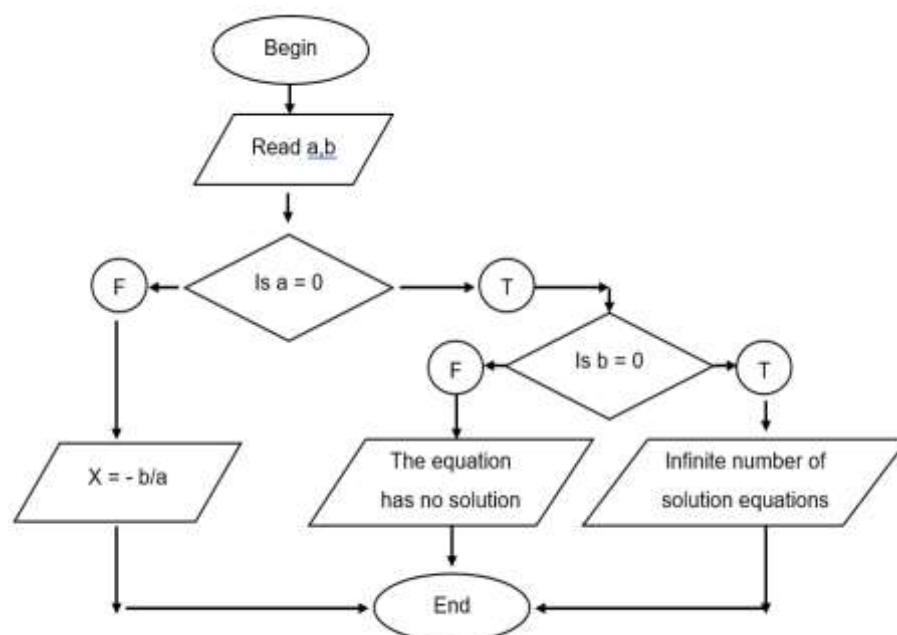 Begin
Read a,b
Is a = 0
F
T
Is b = 0
F
T
X = - b/a
The equation
has no solution
Infinite number of
solution equations
End